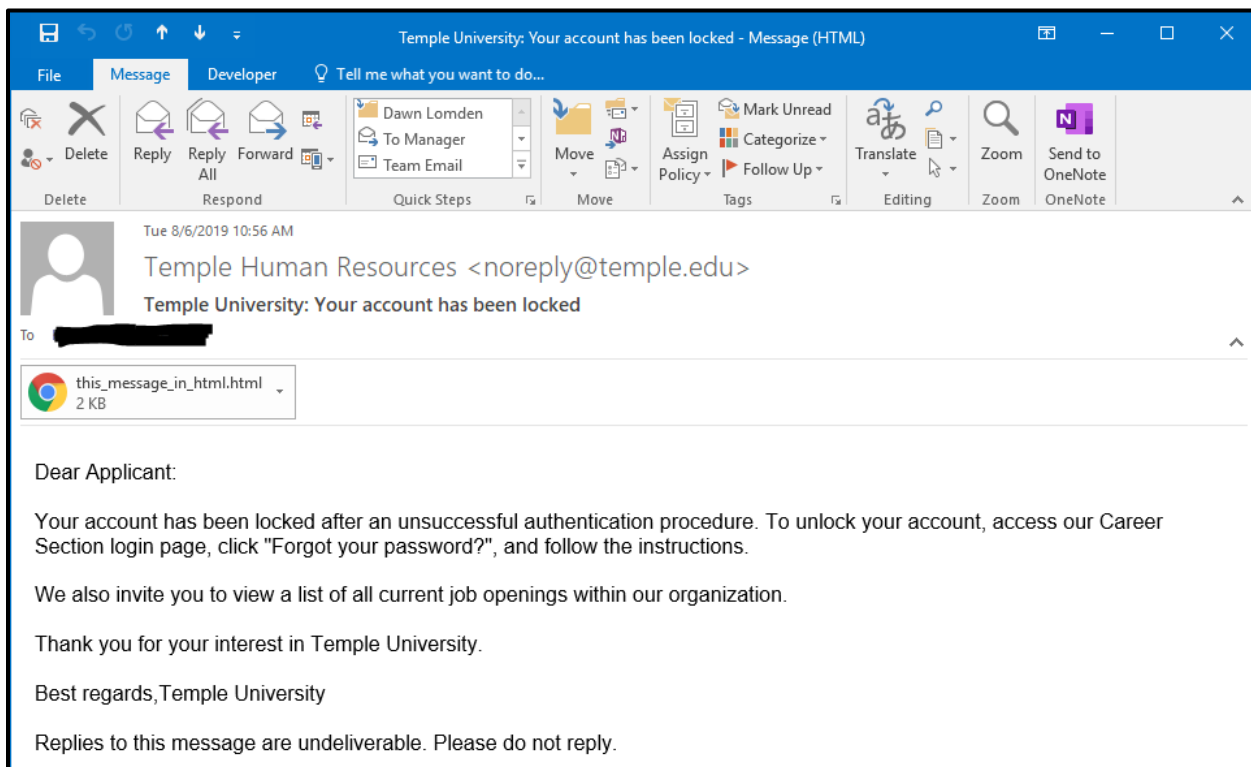 Temple University: Your account has been locked - Message (HTML)
File Message Developer Tell me what you want to do...
Delete
Reply
Reply All
Forward
Dawn Lomden
To Manager
Team Email
Move
Assign Policy
Mark Unread
Categorize
Follow Up
Translate
Zoom
Send to OneNote
Delete Respond Quick Steps Move Tags Editing Zoom OneNote
Tue 8/6/2019 10:56 AM
Temple Human Resources <noreply@temple.edu>
Temple University: Your account has been locked
To
this_message_in_html.html
2 KB
Dear Applicant:
Your account has been locked after an unsuccessful authentication procedure. To unlock your account, access our Career
Section login page, click "Forgot your password?", and follow the instructions.
We also invite you to view a list of all current job openings within our organization.
Thank you for your interest in Temple University.
Best regards,Temple University
Replies to this message are undeliverable. Please do not reply.